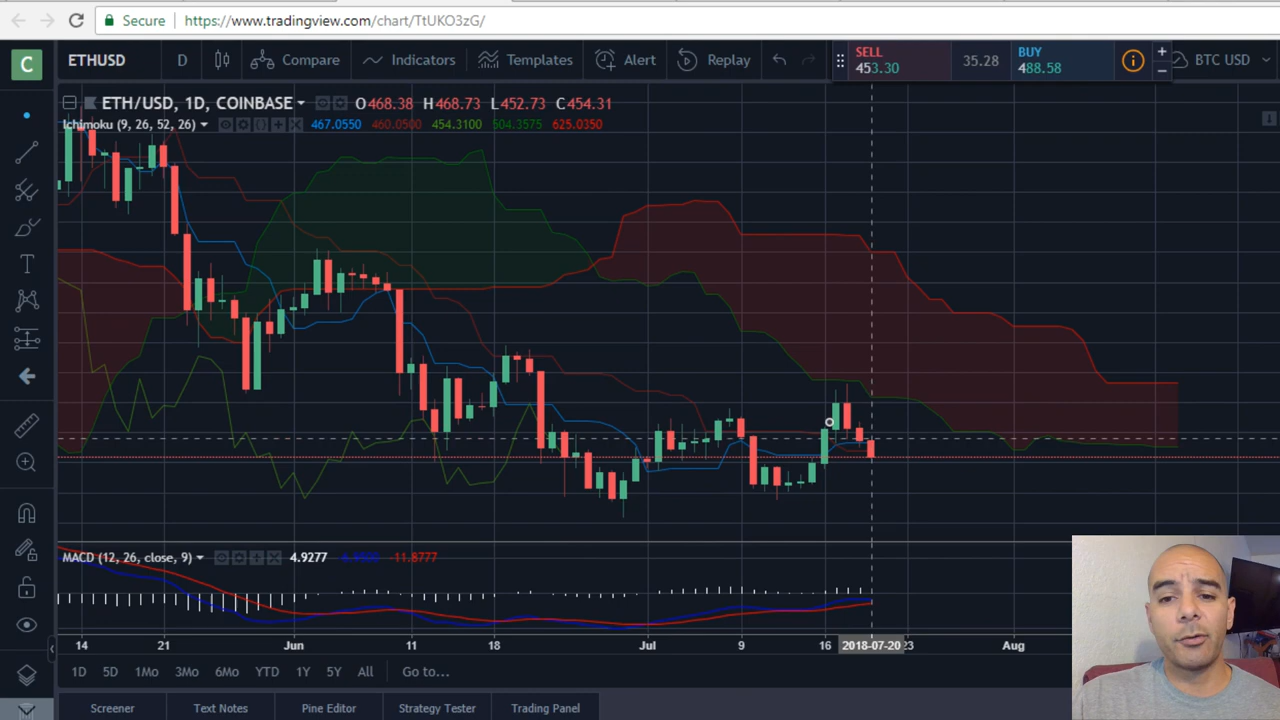 Secure https://www.tradingview.com/chart/TtUKO3zG/
C ETHUSD D Compare Indicators Templates Alert Replay SELL 453.30 35.28 BUY 488.58 BTC USD
ETH/USD, 1D, COINBASE O468.38 H468.73 L452.73 C454.31
Ichimoku (9, 26, 52, 26) 467.0550 460.0500 454.3100 504.3575 625.0350
MACD (12, 26, close, 9) 4.9277 -11.8777
14 21 Jun 11 18 Jul 9 16 2018-07-20 23 Aug
1D 5D 1Mo 3Mo 6Mo YTD 1Y 5Y All Go to...
Screener Text Notes Pine Editor Strategy Tester Trading Panel